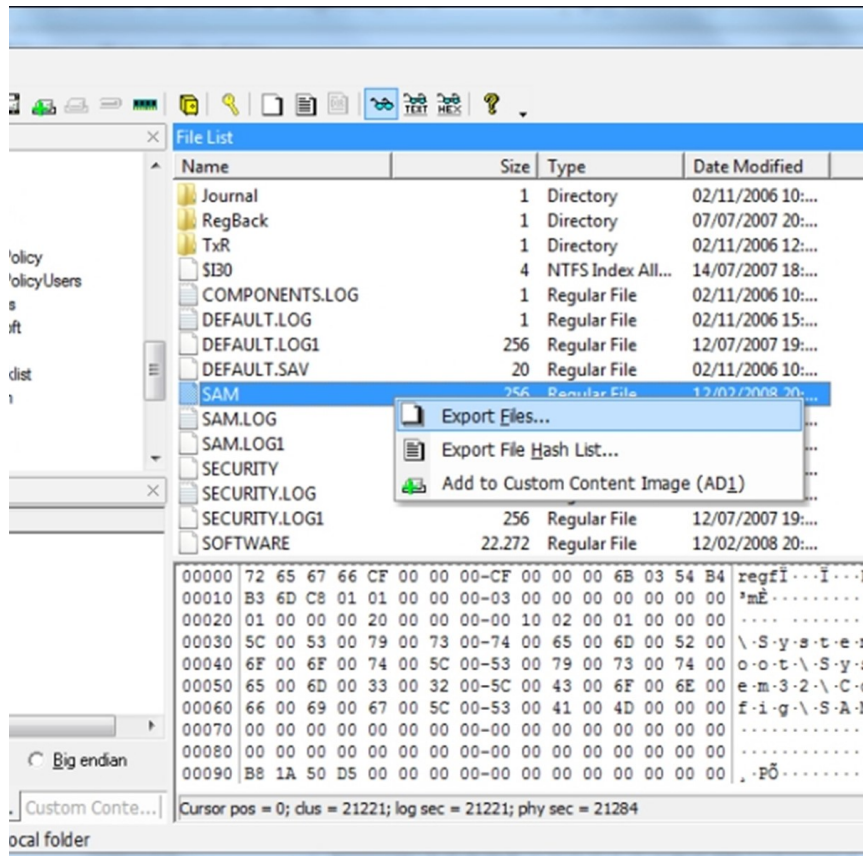 TEXT HEX
File List
Name Size Type Date Modified
Journal 1 Directory 02/11/2006 10:...
RegBack 1 Directory 07/07/2007 20:...
TxR 1 Directory 02/11/2006 12:...
olicy $I30 4 NTFS Index All... 14/07/2007 18:...
olicyUsers COMPONENTS.LOG 1 Regular File 02/11/2006 10:...
s DEFAULT.LOG 1 Regular File 02/11/2006 15:...
ft DEFAULT.LOG1 256 Regular File 12/07/2007 19:...
list DEFAULT.SAV 20 Regular File 02/11/2006 10:...
SAM 256 Regular File 12/02/2008 20:...
SAM.LOG Export Files...
SAM.LOG1 Export File Hash List...
SECURITY
SECURITY.LOG Add to Custom Content Image (AD1)
SECURITY.LOG1 256 Regular File 12/07/2007 19:...
SOFTWARE 22.272 Regular File 12/02/2008 20:...
00000 72 65 67 66 CF 00 00 00-CF 00 00 00 6B 03 54 B4 regfÏ···Ï···
00010 B3 6D C8 01 01 00 00 00-03 00 00 00 00 00 00 00 ³mÈ·········
00020 01 00 00 00 20 00 00 00-00 10 02 00 01 00 00 00 ···· ·······
00030 5C 00 53 00 79 00 73 00-74 00 65 00 6D 00 52 00 \·S·y·s·t·e·
00040 6F 00 6F 00 74 00 5C 00-53 00 79 00 73 00 74 00 o·o·t·\·S·y·
00050 65 00 6D 00 33 00 32 00-5C 00 43 00 6F 00 6E 00 e·m·3·2·\·C·
00060 66 00 69 00 67 00 5C 00-53 00 41 00 4D 00 00 00 f·i·g·\·S·A·
00070 00 00 00 00 00 00 00 00-00 00 00 00 00 00 00 00 ············
00080 00 00 00 00 00 00 00 00-00 00 00 00 00 00 00 00 ············
00090 B8 1A 50 D5 00 00 00 00-00 00 00 00 00 00 00 00 ¸·PÕ········
Big endian
Custom Conte... Cursor pos = 0; clus = 21221; log sec = 21221; phy sec = 21284
ocal folder